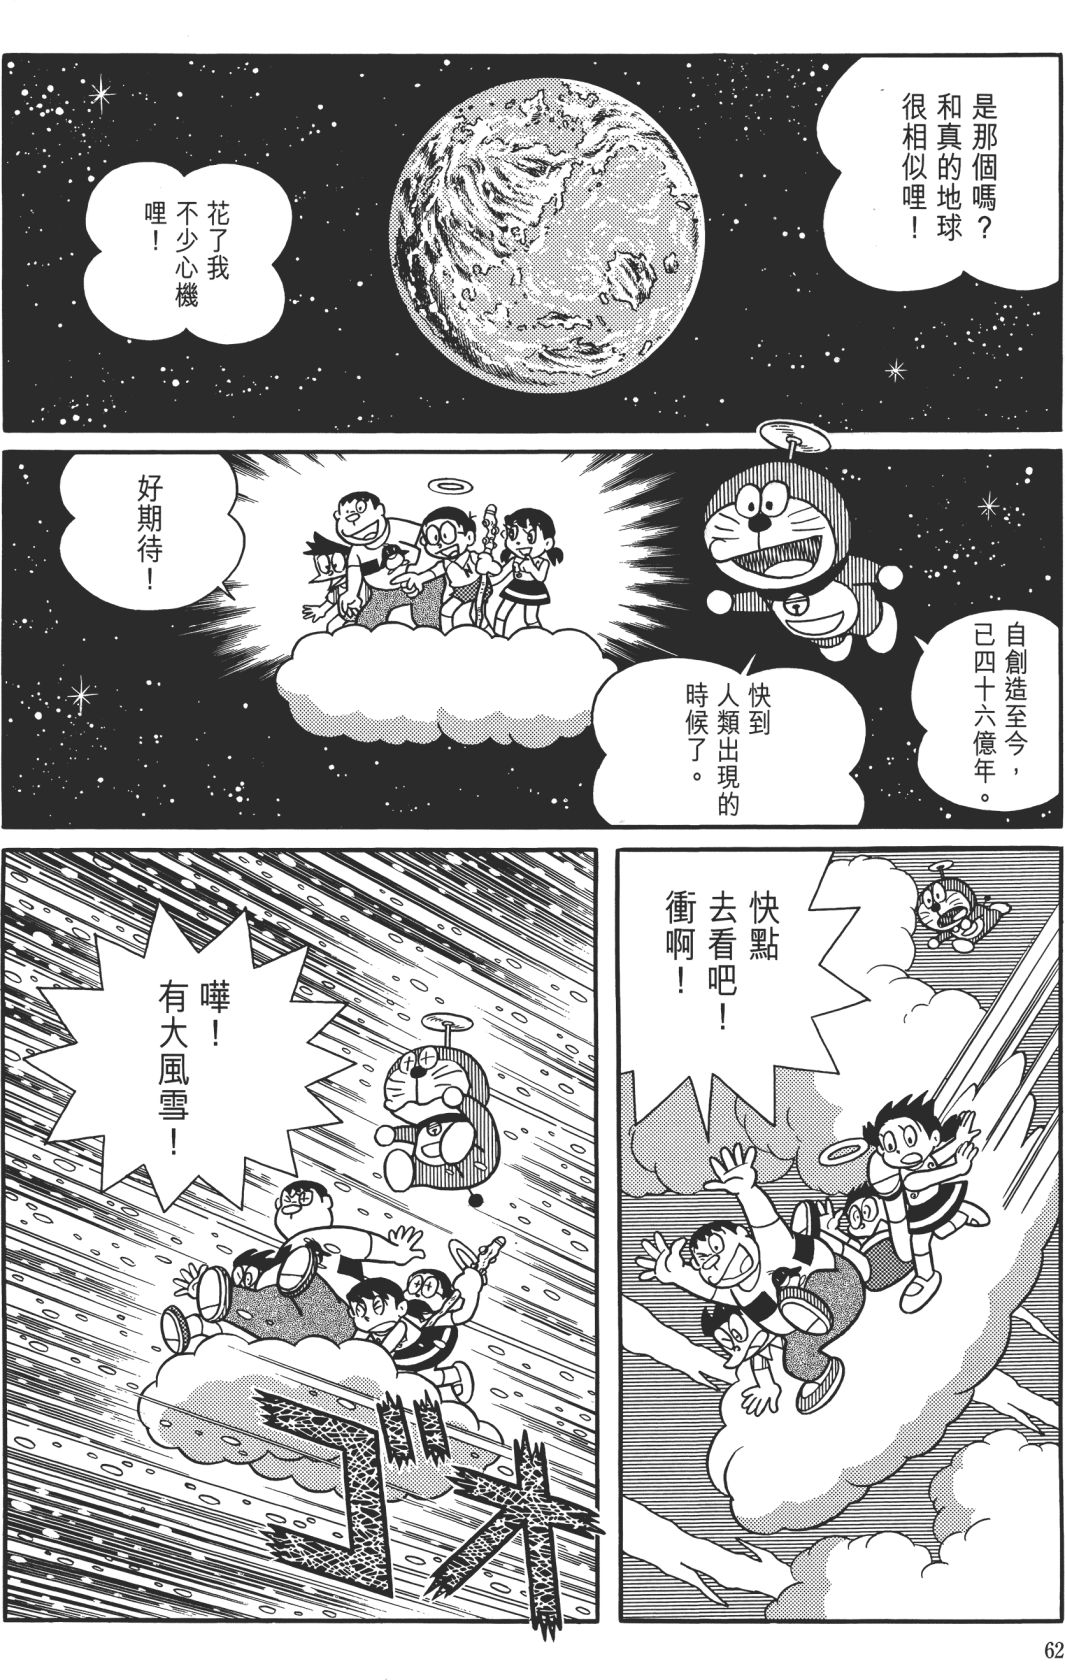 是那個嗎？
和真的地球
很相似哩！
花了我
不少心機
哩！
自創造至今，
已四十六億年。
快到
人類出現的
時候了。
好期待！
快點
去看吧！
衝啊！
嘩！
有大風雪！
ゴオ
62